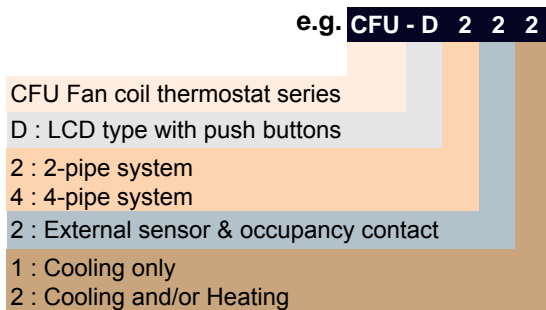 e.g. CFU - D 2 2 2
CFU Fan coil thermostat series
D : LCD type with push buttons
2 : 2-pipe system
4 : 4-pipe system
2 : External sensor & occupancy contact
1 : Cooling only
2 : Cooling and/or Heating